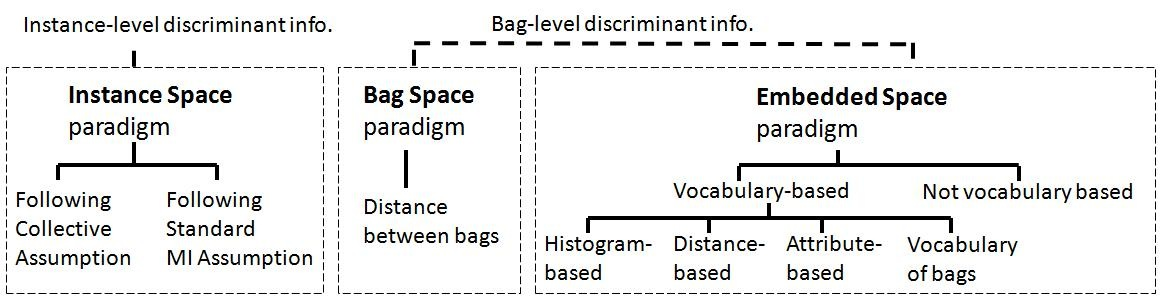 Instance-level discriminant info.
Bag-level discriminant info.
Instance Space
paradigm
Following
Collective
Assumption
Following
Standard
MI Assumption
Bag Space
paradigm
Distance
between bags
Embedded Space
paradigm
Vocabulary-based
Not vocabulary based
Histogram-
based
Distance-
based
Attribute-
based
Vocabulary
of bags